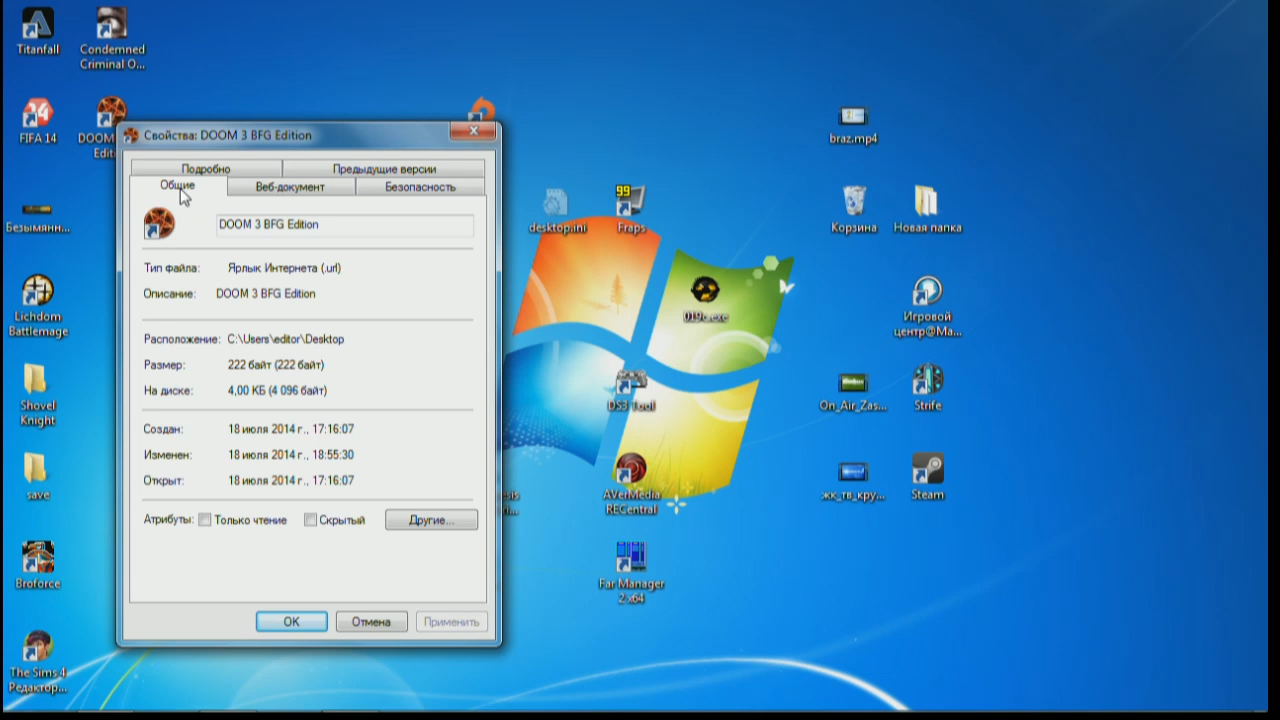 Titanfall
Condemned
Criminal O...
FIFA 14
DOOM
Editi
Безымянн...
Lichdom
Battlemage
Shovel
Knight
save
Broforce
The Sims 4
Редактор...
Свойства: DOOM 3 BFG Edition
Подробно
Предыдущие версии
Общие
Веб-документ
Безопасность
DOOM 3 BFG Edition
Тип файла: Ярлык Интернета (.url)
Описание: DOOM 3 BFG Edition
Расположение: C:\Users\editor\Desktop
Размер: 222 байт (222 байт)
На диске: 4,00 КБ (4 096 байт)
Создан: 18 июля 2014 г., 17:16:07
Изменен: 18 июля 2014 г., 18:55:30
Открыт: 18 июля 2014 г., 17:16:07
Атрибуты: Только чтение Скрытый Другие...
OK Отмена Применить
desktop.ini
99
Fraps
019c.exe
DS3 Tool
AVerMedia
RECentral
Far Manager
2 x64
braz.mp4
Корзина
Новая папка
Игровой
центр@Ma...
On_Air_Zas...
Strife
жк_тв_кру...
Steam